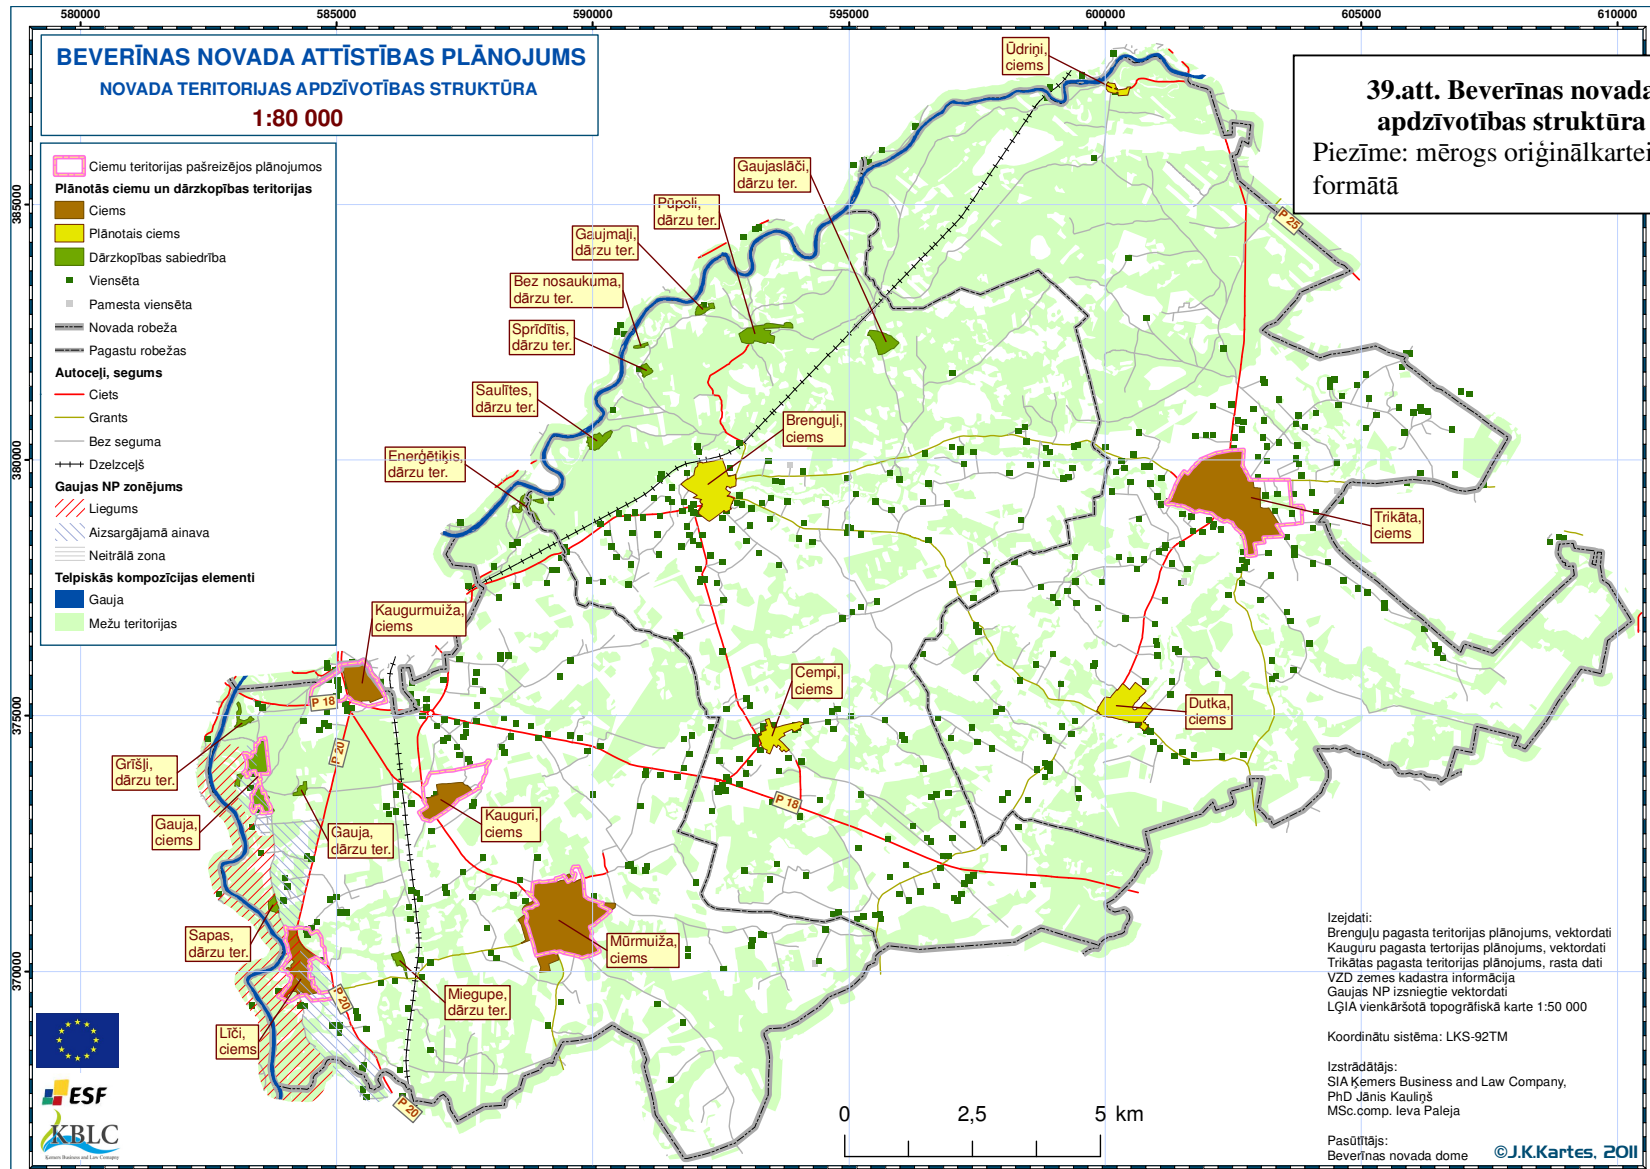 580000
585000
590000
595000
600000
605000
610000
BEVERĪNAS NOVADA ATTĪSTĪBAS PLĀNOJUMS
NOVADA TERITORIJAS APDZĪVOTĪBAS STRUKTŪRA
1:80 000
39.att. Beverīnas novada
apdzīvotības struktūra
Piezīme: mērogs oriģinālkartei
formātā
Ciemu teritorijas pašreizējos plānojumos
Plānotās ciemu un dārzkopības teritorijas
Ciems
Plānotais ciems
Dārzkopības sabiedrība
Viensēta
Pamesta viensēta
Novada robeža
Pagastu robežas
Autoceļi, segums
Ciets
Grants
Bez seguma
Dzelzceļš
Gaujas NP zonējums
Liegums
Aizsargājamā ainava
Neitrālā zona
Telpiskās kompozīcijas elementi
Gauja
Mežu teritorijas
385000
380000
375000
370000
Ūdriņi,
ciems
Gaujaslāči,
dārzu ter.
Pūpoli,
dārzu ter.
Gaujmaļi,
dārzu ter.
Bez nosaukuma,
dārzu ter.
Sprīdītis,
dārzu ter.
Saulītes,
dārzu ter.
Enerģētiķis,
dārzu ter.
Brenguļi,
ciems
Trikāta,
ciems
Kaugurmuiža,
ciems
Cempi,
ciems
Dutka,
ciems
Grīšļi,
dārzu ter.
Gauja,
ciems
Gauja,
dārzu ter.
Kauguri,
ciems
Sapas,
dārzu ter.
Mūrmuiža,
ciems
Miegupe,
dārzu ter.
Līči,
ciems
P 25
P 18
P 20
P 18
P 20
P 20
Izejdati:
Brenguļu pagasta teritorijas plānojums, vektordati
Kauguru pagasta tertorijas plānojums, vektordati
Trikātas pagasta teritorijas plānojums, rasta dati
VZD zemes kadastra informācija
Gaujas NP izsniegtie vektordati
LĢIA vienkāršotā topogrāfiskā karte 1:50 000
Koordinātu sistēma: LKS-92TM
Izstrādātājs:
SIA Ķemers Business and Law Company,
PhD Jānis Kauliņš
MSc.comp. Ieva Paleja
Pasūtītājs:
Beverīnas novada dome
©J.K.Kartes, 2011
0
2,5
5 km
ESF
KBLC
Ķemers Business and Law Company